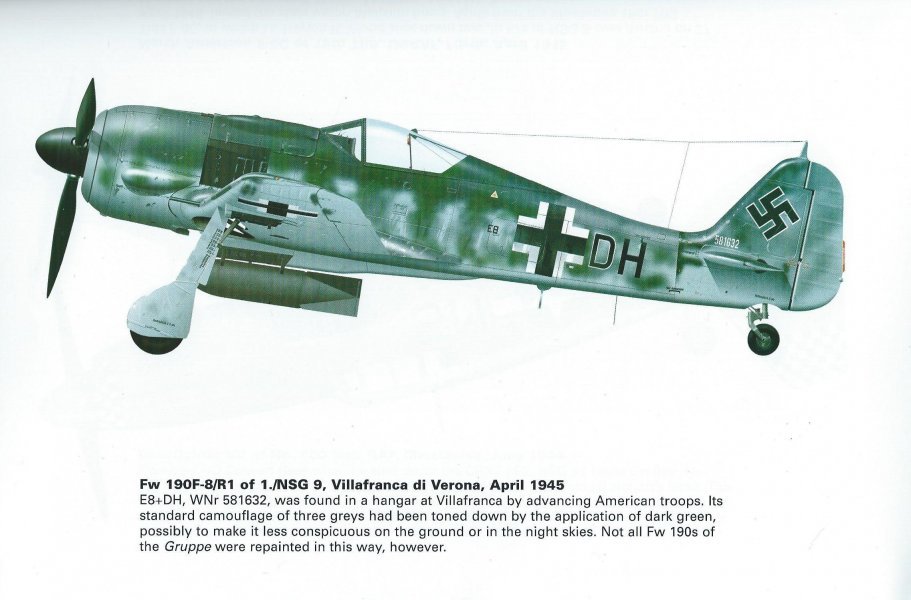 E8
DH
581632
Fw 190F-8/R1 of 1./NSG 9, Villafranca di Verona, April 1945
E8+DH, WNr 581632, was found in a hangar at Villafranca by advancing American troops. Its
standard camouflage of three greys had been toned down by the application of dark green,
possibly to make it less conspicuous on the ground or in the night skies. Not all Fw 190s of
the Gruppe were repainted in this way, however.